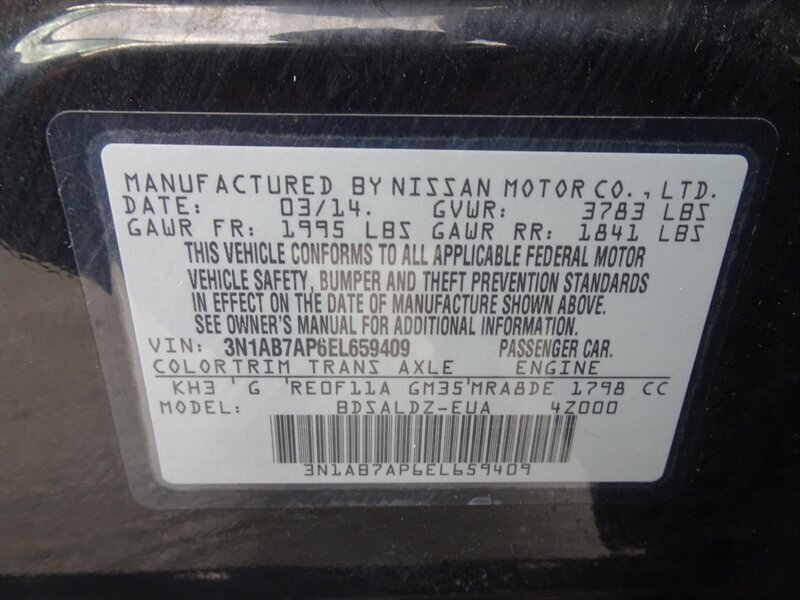 MANUFACTURED BY NISSAN MOTOR CO., LTD.
DATE: 03/14. GVWR: 3783 LBS
GAWR FR: 1995 LBS GAWR RR: 1841 LBS
THIS VEHICLE CONFORMS TO ALL APPLICABLE FEDERAL MOTOR
VEHICLE SAFETY, BUMPER AND THEFT PREVENTION STANDARDS
IN EFFECT ON THE DATE OF MANUFACTURE SHOWN ABOVE.
SEE OWNER'S MANUAL FOR ADDITIONAL INFORMATION.
VIN: 3N1AB7AP6EL659409 PASSENGER CAR.
COLOR TRIM TRANS AXLE ENGINE
KH3 ' G 'RE0F11A GM35'MRA8DE 1798 CC
MODEL: BDSALDZ-EUA 4Z000
3N1AB7AP6EL659409